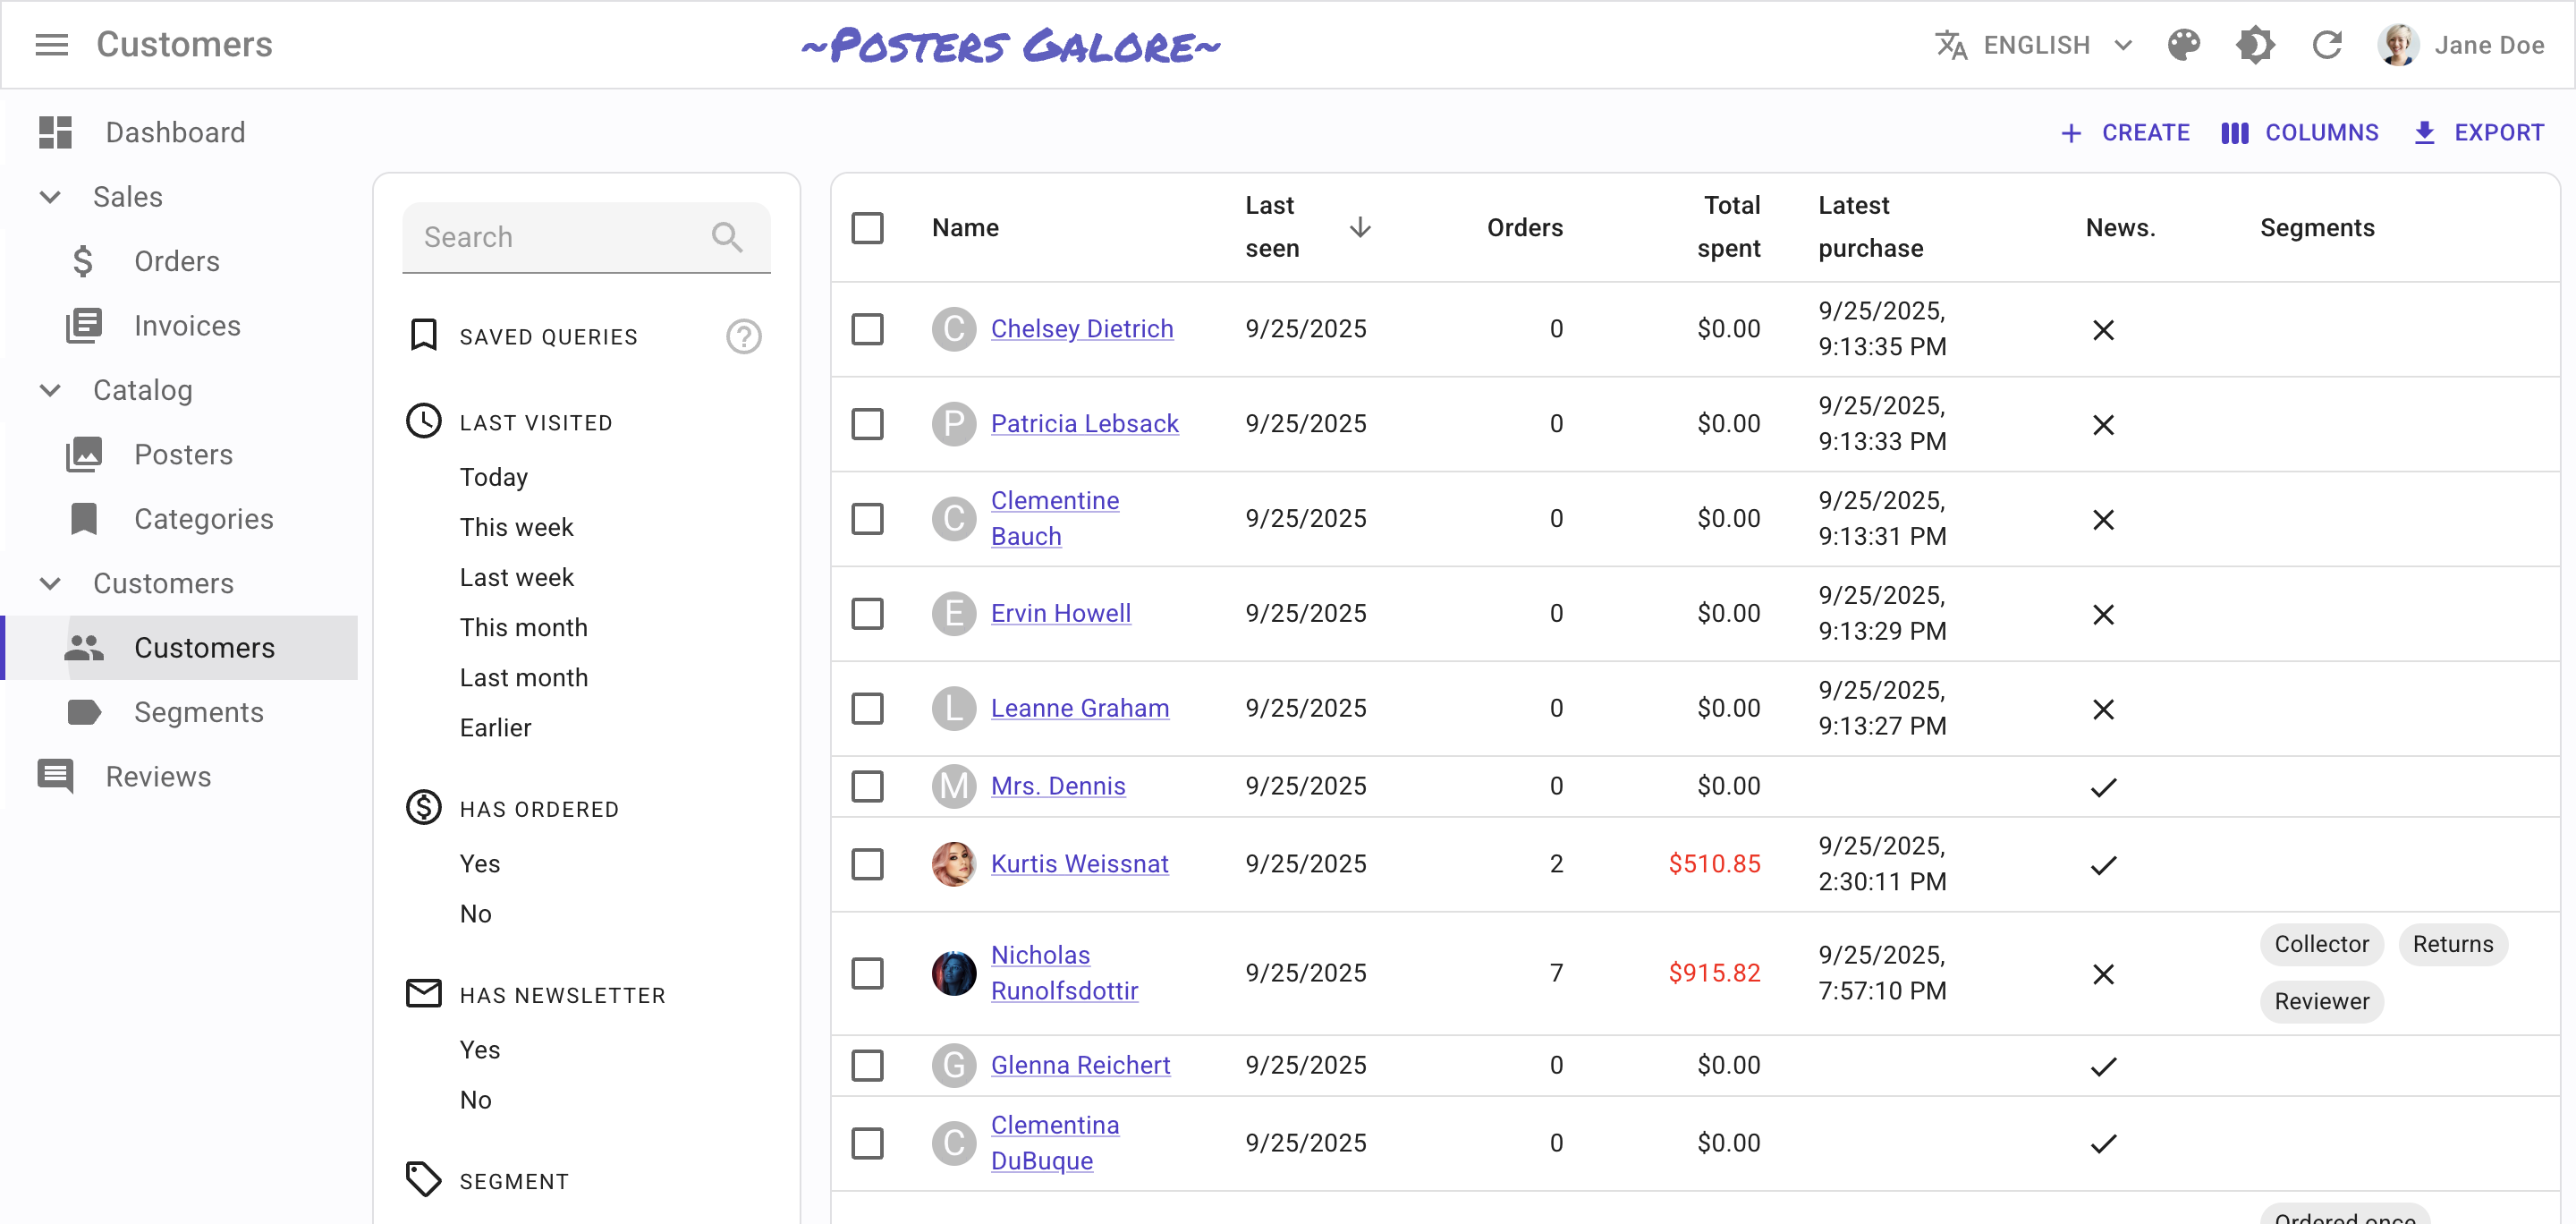 Customers
~Posters Galore~
ENGLISH
Jane Doe
Dashboard
Sales
Orders
Invoices
Catalog
Posters
Categories
Customers
Customers
Segments
Reviews
CREATE
COLUMNS
EXPORT
Search
SAVED QUERIES
LAST VISITED
Today
This week
Last week
This month
Last month
Earlier
HAS ORDERED
Yes
No
HAS NEWSLETTER
Yes
No
SEGMENT
Name Last seen Orders Total spent Latest purchase News. Segments
C Chelsey Dietrich 9/25/2025 0 $0.00 9/25/2025, 9:13:35 PM
P Patricia Lebsack 9/25/2025 0 $0.00 9/25/2025, 9:13:33 PM
C Clementine Bauch 9/25/2025 0 $0.00 9/25/2025, 9:13:31 PM
E Ervin Howell 9/25/2025 0 $0.00 9/25/2025, 9:13:29 PM
L Leanne Graham 9/25/2025 0 $0.00 9/25/2025, 9:13:27 PM
M Mrs. Dennis 9/25/2025 0 $0.00
Kurtis Weissnat 9/25/2025 2 $510.85 9/25/2025, 2:30:11 PM
Nicholas Runolfsdottir 9/25/2025 7 $915.82 9/25/2025, 7:57:10 PM Collector Returns Reviewer
G Glenna Reichert 9/25/2025 0 $0.00
C Clementina DuBuque 9/25/2025 0 $0.00
Ordered once